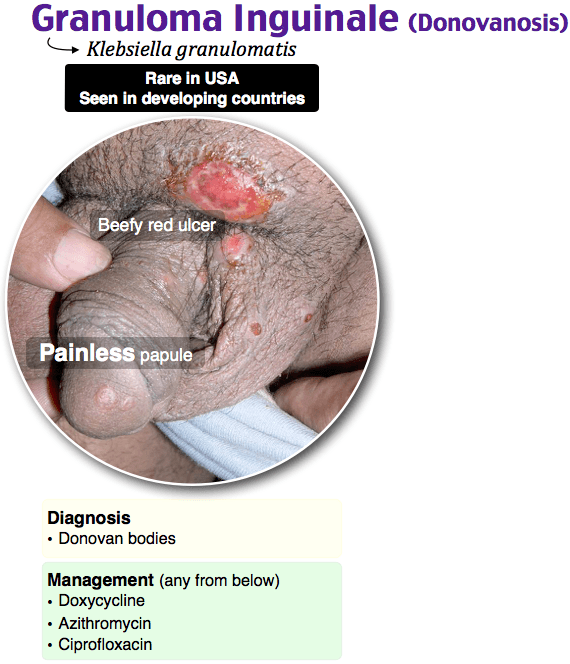 Granuloma Inguinale (Donovanosis)
Klebsiella granulomatis
Rare in USA
Seen in developing countries
Beefy red ulcer
Painless papule
Diagnosis
• Donovan bodies
Management (any from below)
• Doxycycline
• Azithromycin
• Ciprofloxacin